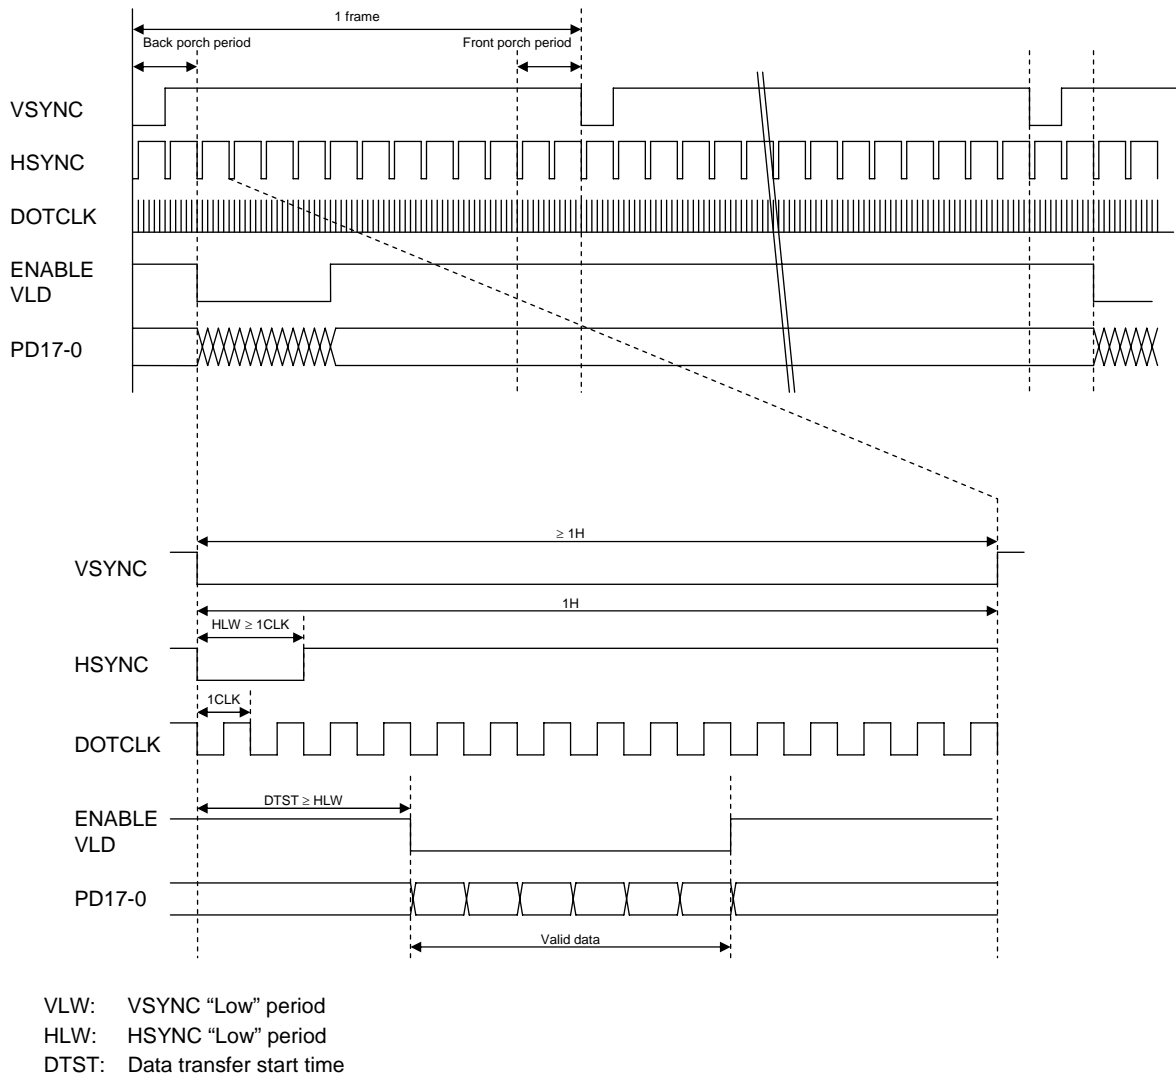 1 frame
Back porch period
Front porch period
VSYNC
HSYNC
DOTCLK
ENABLE
VLD
PD17-0
≥ 1H
VSYNC
1H
HLW ≥ 1CLK
HSYNC
1CLK
DOTCLK
DTST ≥ HLW
ENABLE
VLD
PD17-0
Valid data
VLW: VSYNC “Low” period
HLW: HSYNC “Low” period
DTST: Data transfer start time